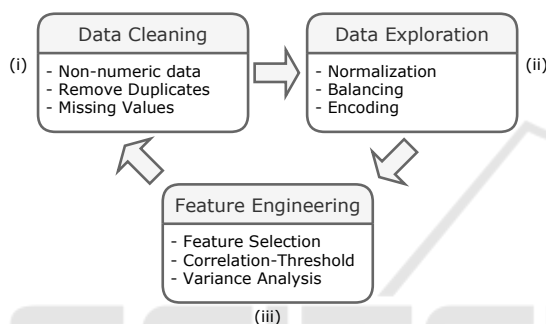 Data Cleaning
(i)
- Non-numeric data
- Remove Duplicates
- Missing Values
Data Exploration
(ii)
- Normalization
- Balancing
- Encoding
Feature Engineering
- Feature Selection
- Correlation-Threshold
- Variance Analysis
(iii)